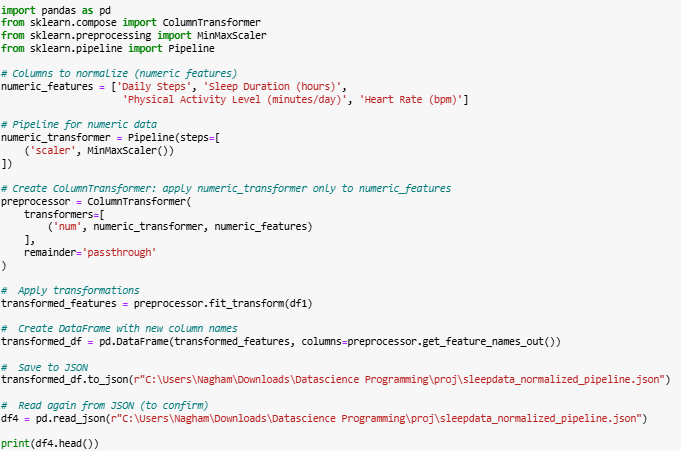 import pandas as pd
from sklearn.compose import ColumnTransformer
from sklearn.preprocessing import MinMaxScaler
from sklearn.pipeline import Pipeline

# Columns to normalize (numeric features)
numeric_features = ['Daily Steps', 'Sleep Duration (hours)',
                    'Physical Activity Level (minutes/day)', 'Heart Rate (bpm)']

# Pipeline for numeric data
numeric_transformer = Pipeline(steps=[
    ('scaler', MinMaxScaler())
])

# Create ColumnTransformer: apply numeric_transformer only to numeric_features
preprocessor = ColumnTransformer(
    transformers=[
        ('num', numeric_transformer, numeric_features)
    ],
    remainder='passthrough'
)

#  Apply transformations
transformed_features = preprocessor.fit_transform(df1)

#  Create DataFrame with new column names
transformed_df = pd.DataFrame(transformed_features, columns=preprocessor.get_feature_names_out())

#  Save to JSON
transformed_df.to_json(r"C:\Users\Nagham\Downloads\Datascience Programming\proj\sleepdata_normalized_pipeline.json")

#  Read again from JSON (to confirm)
df4 = pd.read_json(r"C:\Users\Nagham\Downloads\Datascience Programming\proj\sleepdata_normalized_pipeline.json")

print(df4.head())